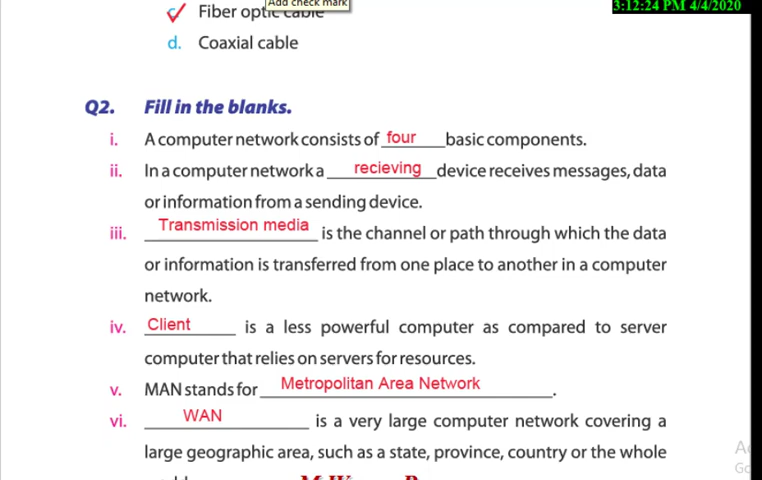 Add check mark
3:12:24 PM 4/4/2020
c. Fiber optic cable
d. Coaxial cable
Q2. Fill in the blanks.
i. A computer network consists of four basic components.
ii. In a computer network a recieving device receives messages, data
or information from a sending device.
iii. Transmission media is the channel or path through which the data
or information is transferred from one place to another in a computer
network.
iv. Client is a less powerful computer as compared to server
computer that relies on servers for resources.
v. MAN stands for Metropolitan Area Network.
vi. WAN is a very large computer network covering a
large geographic area, such as a state, province, country or the whole